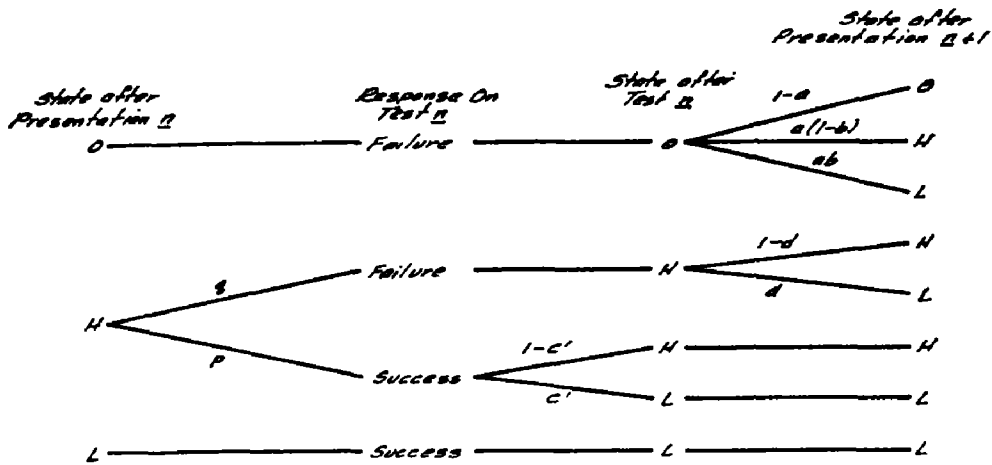 State after
Presentation n+1
State after
Presentation n
Response On
Test n
State after
Test n
O
Failure
O
1-a
O
a(1-b)
H
ab
L
H
q
Failure
H
1-d
H
d
L
p
Success
1-c'
H
H
c'
L
L
L
Success
L
L